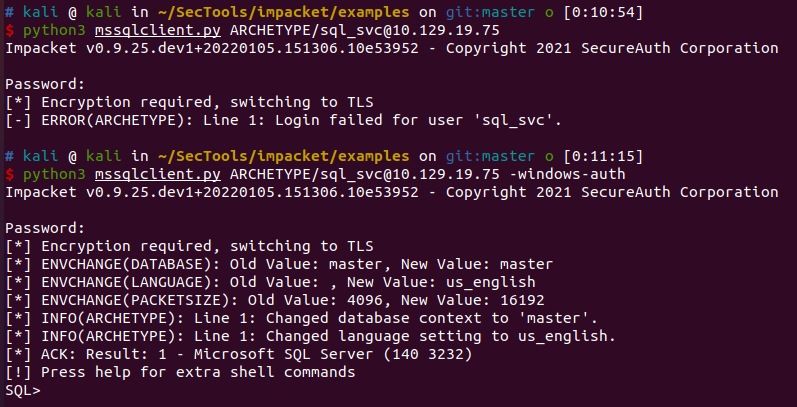 # kali @ kali in ~/SecTools/impacket/examples on git:master o [0:10:54]
$ python3 mssqlclient.py ARCHETYPE/sql_svc@10.129.19.75
Impacket v0.9.25.dev1+20220105.151306.10e53952 - Copyright 2021 SecureAuth Corporation
Password:
[*] Encryption required, switching to TLS
[-] ERROR(ARCHETYPE): Line 1: Login failed for user 'sql_svc'.
# kali @ kali in ~/SecTools/impacket/examples on git:master o [0:11:15]
$ python3 mssqlclient.py ARCHETYPE/sql_svc@10.129.19.75 -windows-auth
Impacket v0.9.25.dev1+20220105.151306.10e53952 - Copyright 2021 SecureAuth Corporation
Password:
[*] Encryption required, switching to TLS
[*] ENVCHANGE(DATABASE): Old Value: master, New Value: master
[*] ENVCHANGE(LANGUAGE): Old Value: , New Value: us_english
[*] ENVCHANGE(PACKETSIZE): Old Value: 4096, New Value: 16192
[*] INFO(ARCHETYPE): Line 1: Changed database context to 'master'.
[*] INFO(ARCHETYPE): Line 1: Changed language setting to us_english.
[*] ACK: Result: 1 - Microsoft SQL Server (140 3232)
[!] Press help for extra shell commands
SQL>